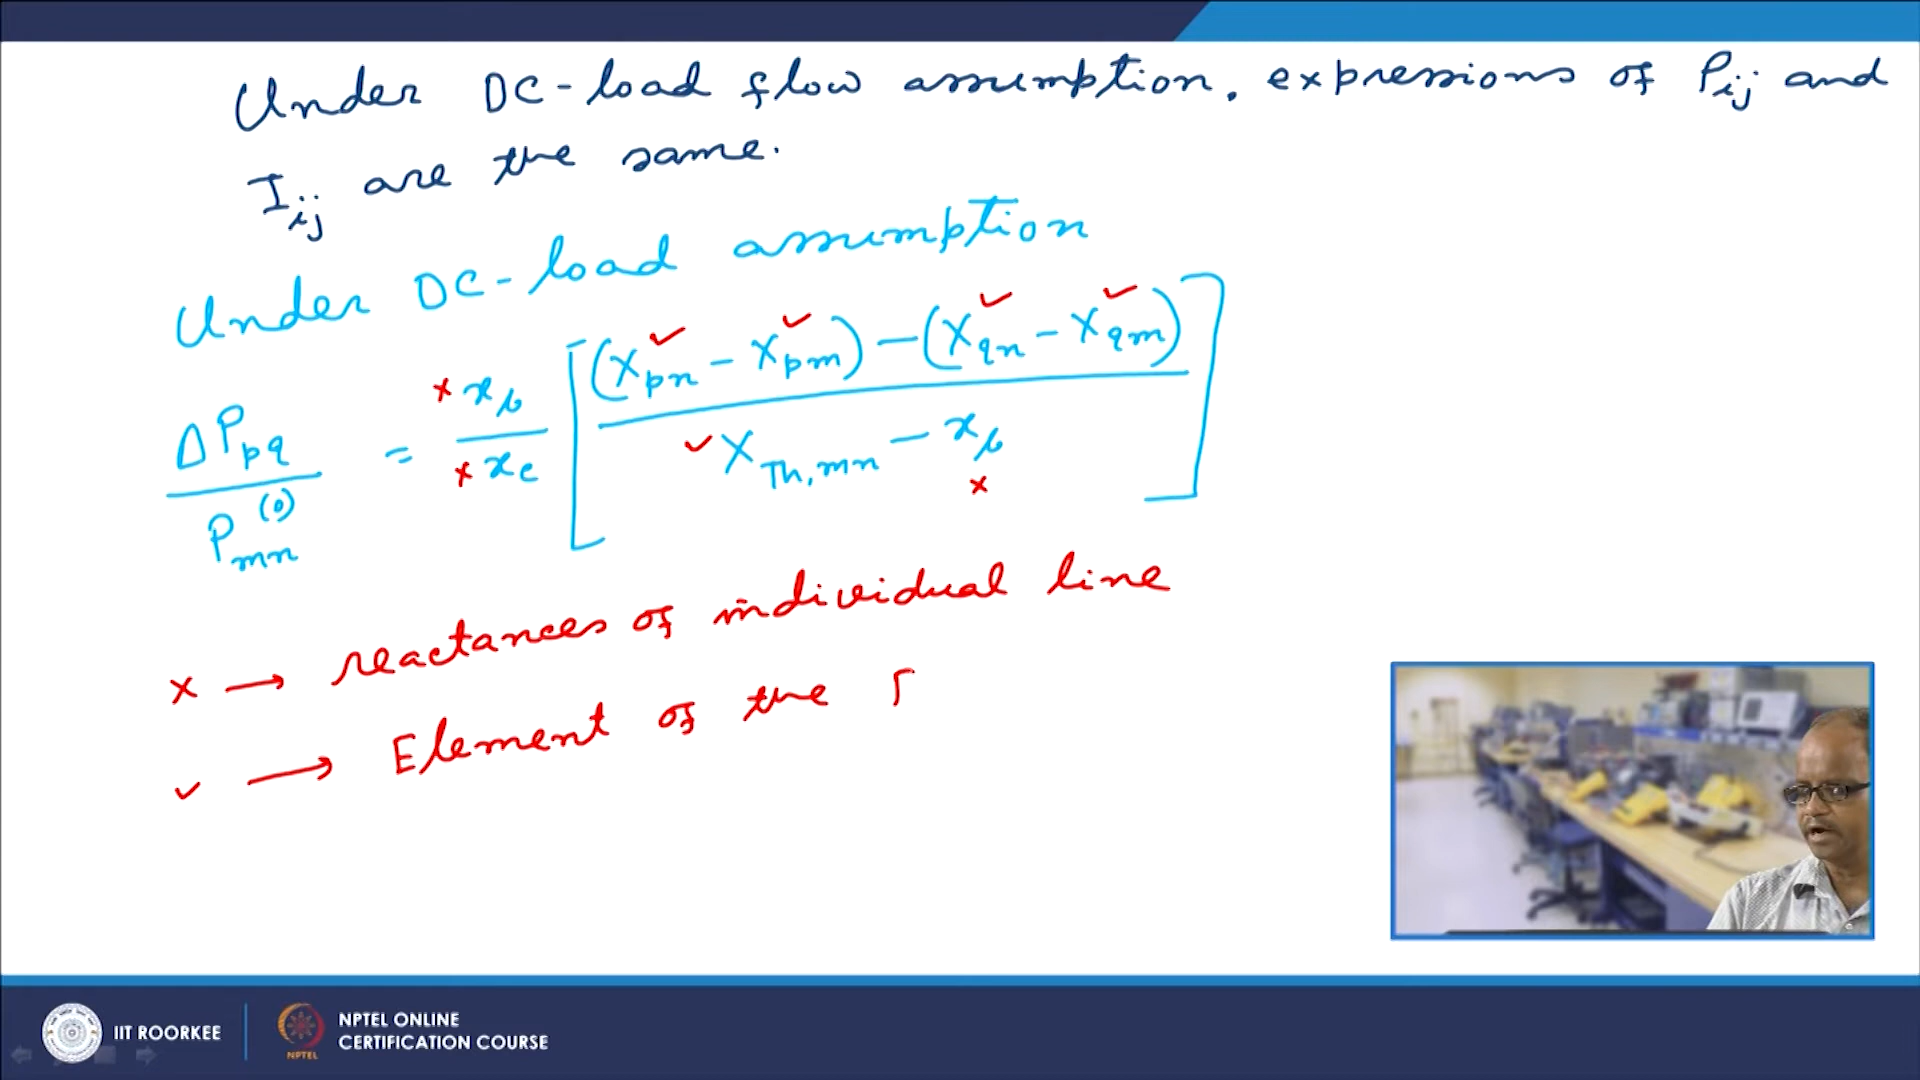 Under DC-load flow assumption, expressions of Pij and
Iij are the same.
Under DC-load assumption
ΔPpq / Pmn(0) = xb / xc [ (Xpn - Xpm) - (Xqn - Xqm) / XTh,mn - xb ]
x → reactances of individual line
✓ → Element of the [
IIT ROORKEE
NPTEL
NPTEL ONLINE
CERTIFICATION COURSE